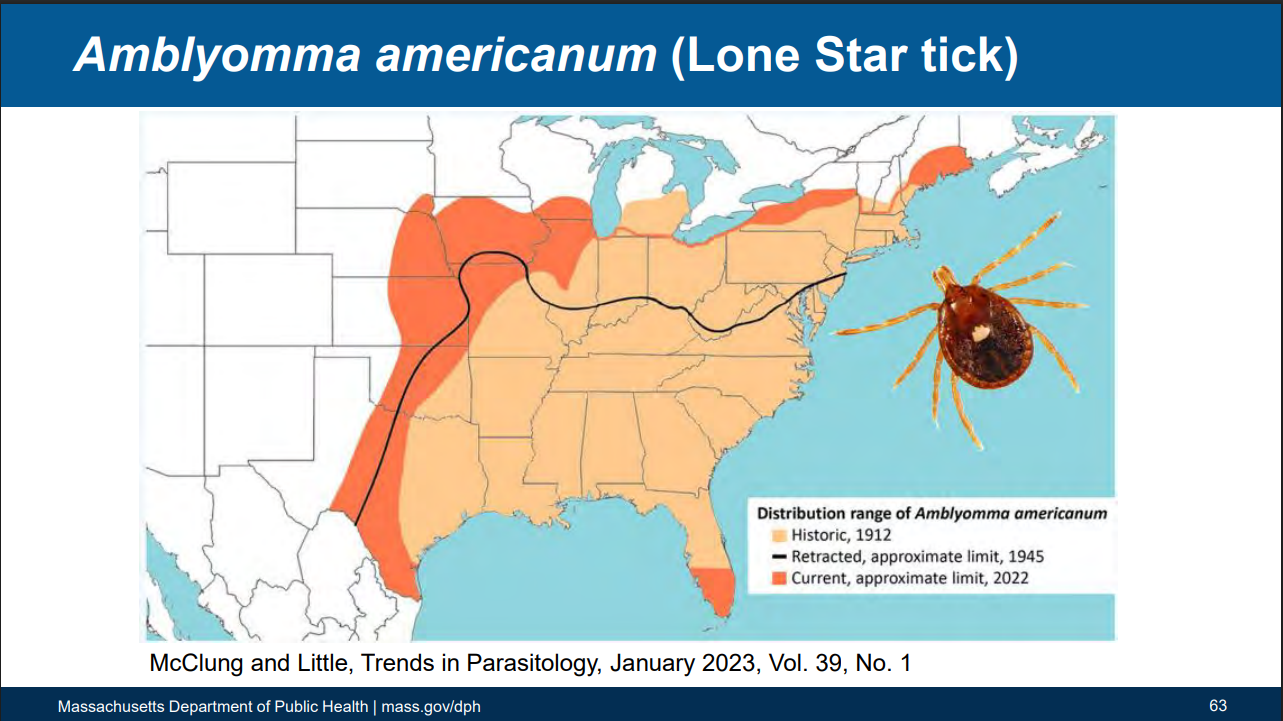 Amblyomma americanum (Lone Star tick)
Distribution range of Amblyomma americanum
Historic, 1912
Retracted, approximate limit, 1945
Current, approximate limit, 2022
McClung and Little, Trends in Parasitology, January 2023, Vol. 39, No. 1
Massachusetts Department of Public Health | mass.gov/dph
63